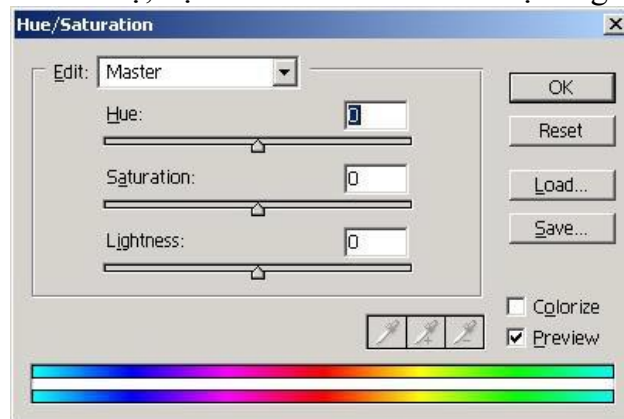 Hue/Saturation
Edit: Master
Hue: 0
Saturation: 0
Lightness: 0
OK
Reset
Load...
Save...
Colorize
Preview